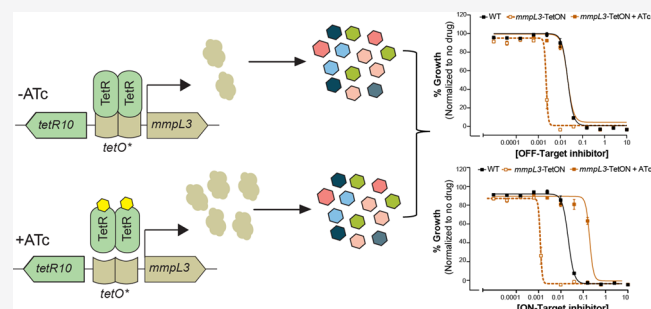 -ATc
TetR TetR
tetR10
mmpL3
tetO*
+ATc
TetR TetR
tetR10
mmpL3
tetO*
WT mmpL3-TetON mmpL3-TetON + ATc
% Growth
(Normalized to no drug)
120
100
80
60
40
20
0
0.0001 0.001 0.01 0.1 1 10
[OFF-Target inhibitor]
WT mmpL3-TetON mmpL3-TetON + ATc
% Growth
(Normalized to no drug)
120
100
80
60
40
20
0
0.0001 0.001 0.01 0.1 1 10
[ON-Target inhibitor]